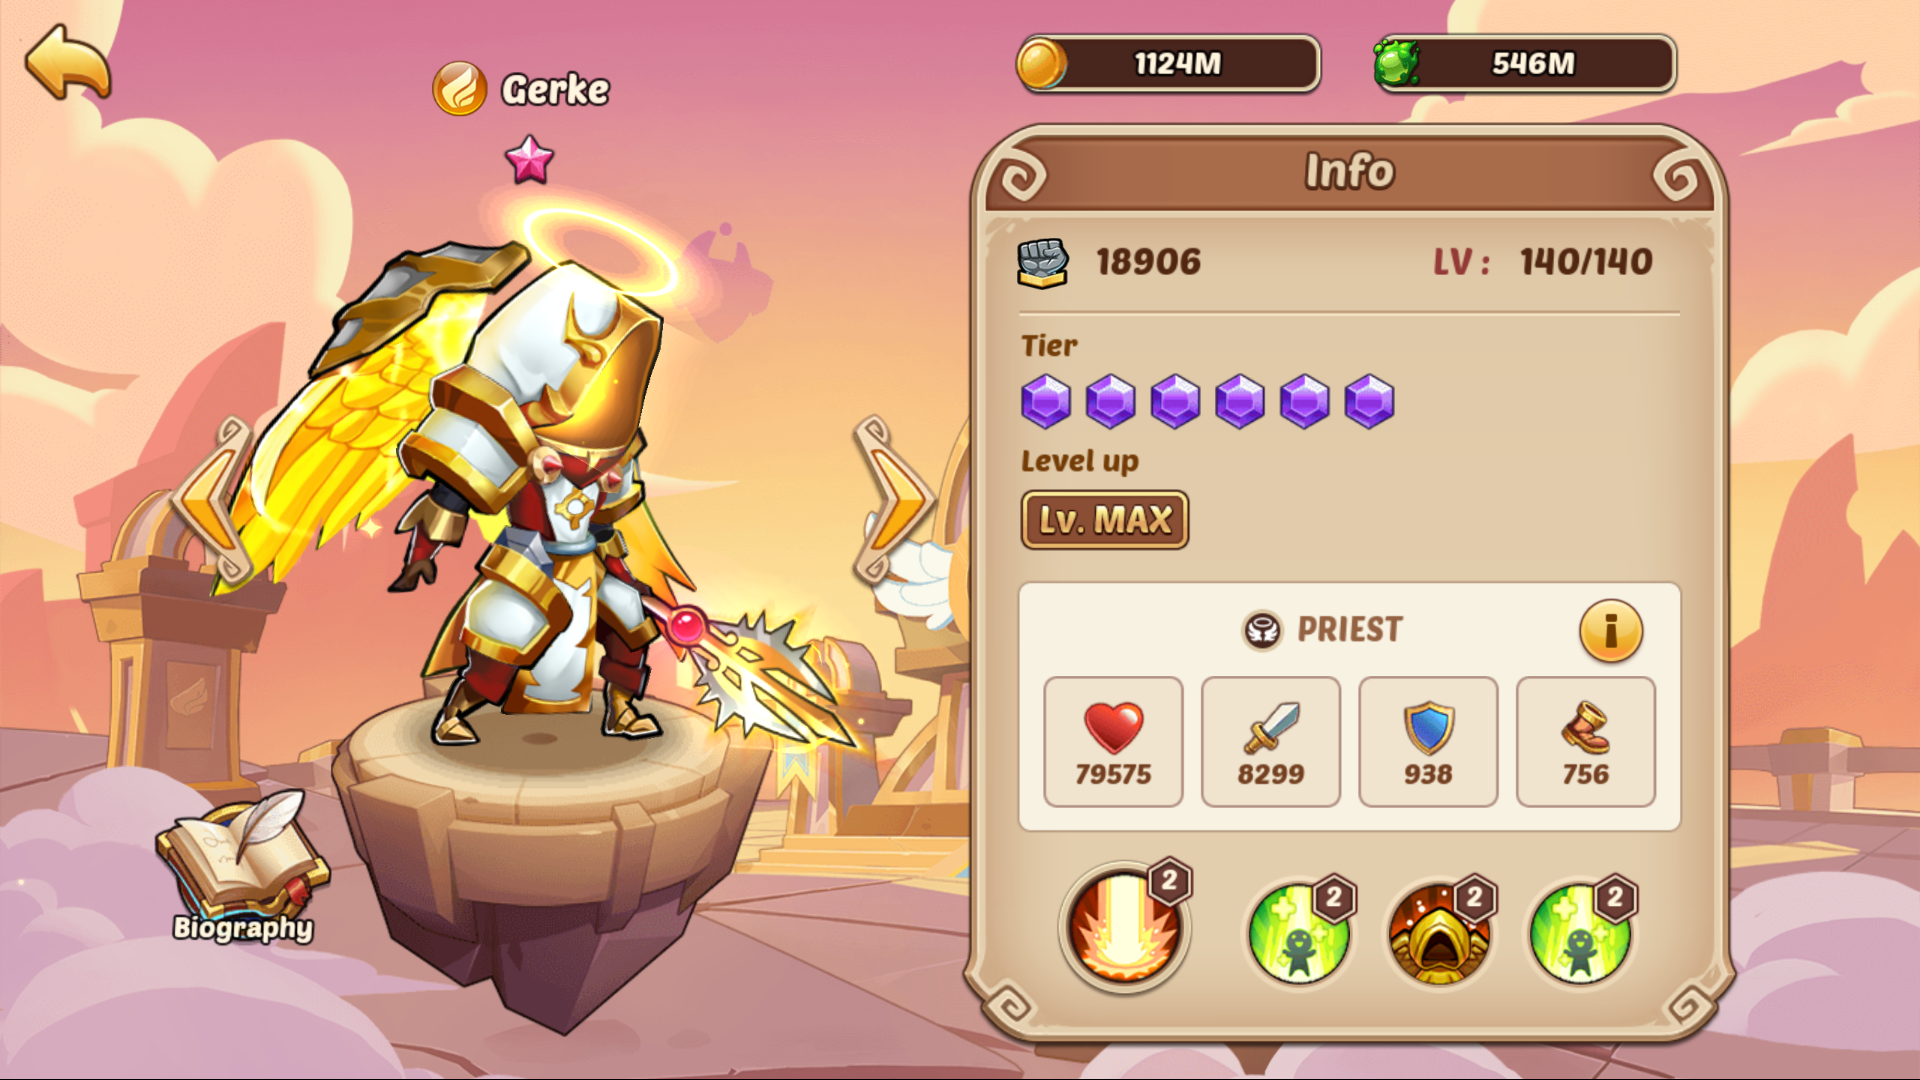 Gerke
1124M
546M
Info
18906
LV : 140/140
Tier
Level up
Lv. MAX
PRIEST
i
79575
8299
938
756
2
2
2
2
Biography